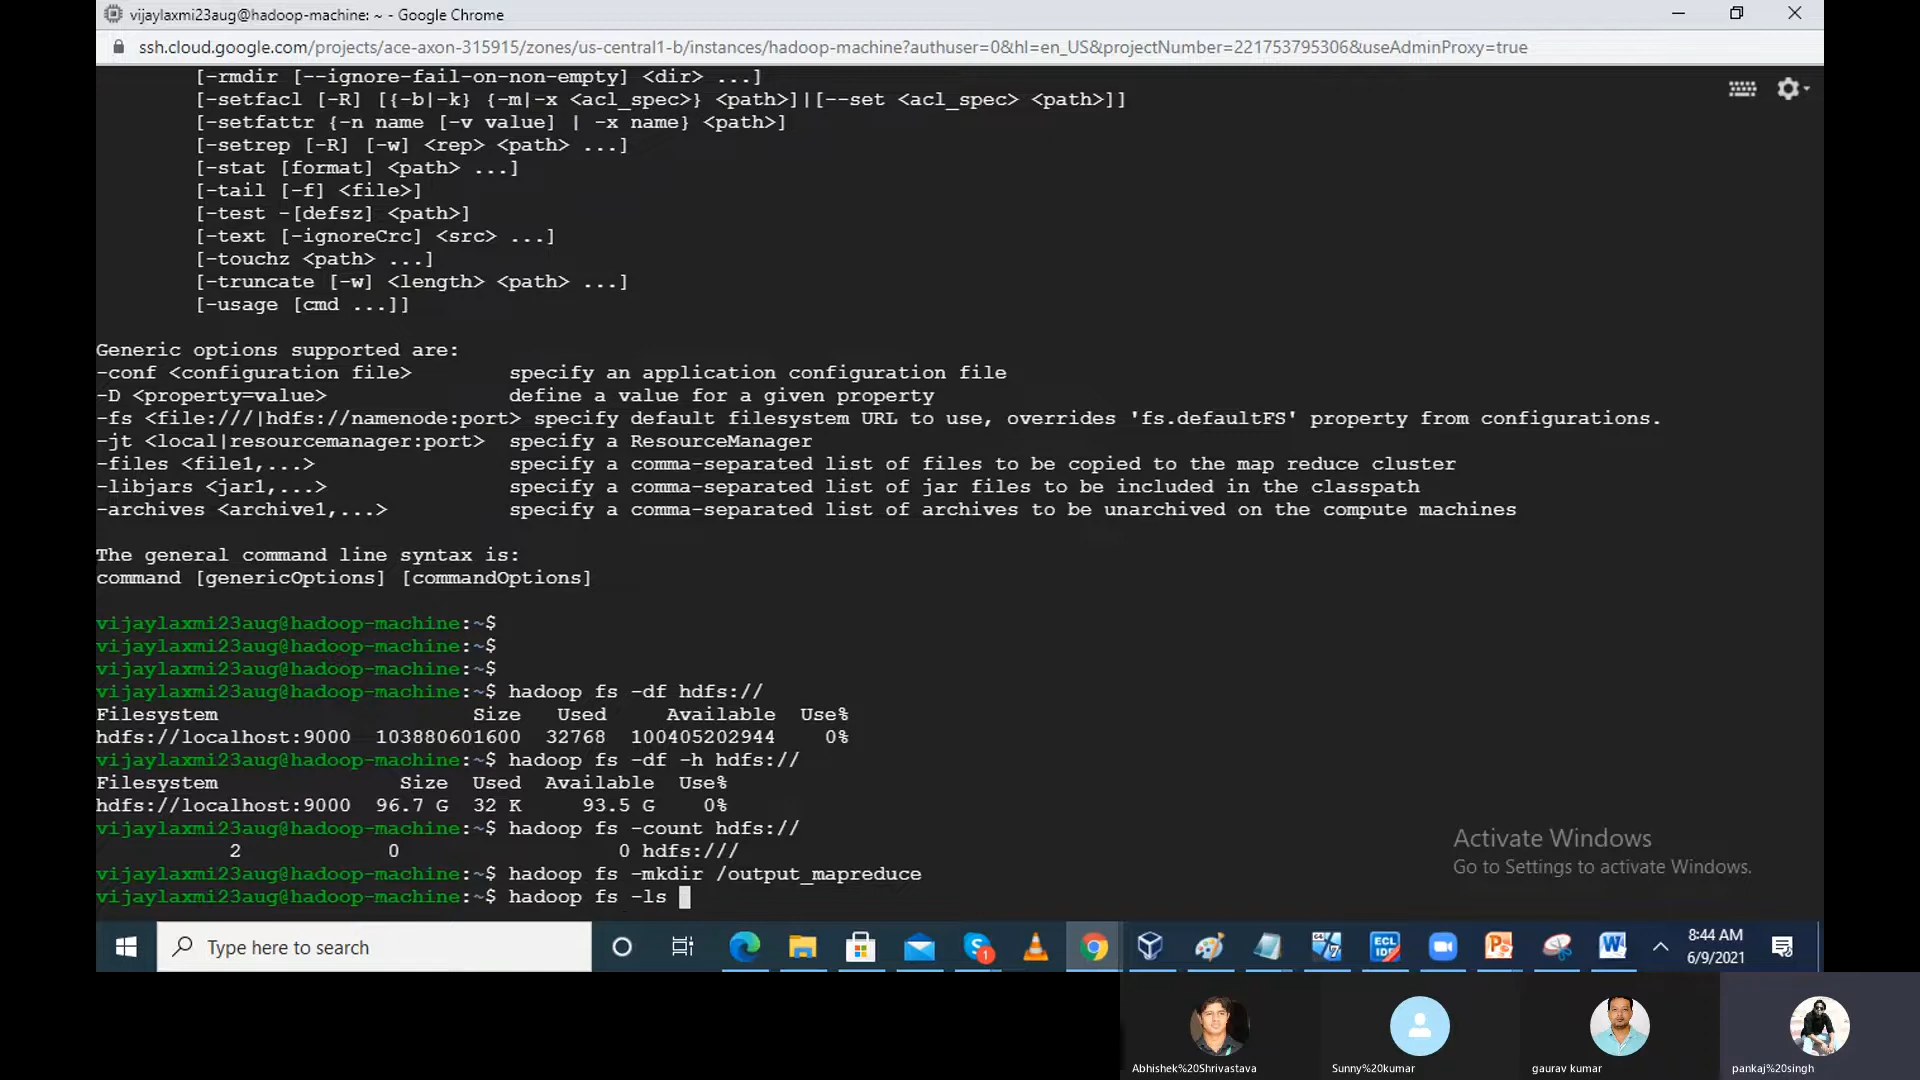 vijaylaxmi23aug@hadoop-machine: ~ - Google Chrome
ssh.cloud.google.com/projects/ace-axon-315915/zones/us-central1-b/instances/hadoop-machine?authuser=0&hl=en_US&projectNumber=221753795306&useAdminProxy=true
[-rmdir [--ignore-fail-on-non-empty] <dir> ...]
[-setfacl [-R] [{-b|-k} {-m|-x <acl_spec>} <path>]|[--set <acl_spec> <path>]]
[-setfattr {-n name [-v value] | -x name} <path>]
[-setrep [-R] [-w] <rep> <path> ...]
[-stat [format] <path> ...]
[-tail [-f] <file>]
[-test -[defsz] <path>]
[-text [-ignoreCrc] <src> ...]
[-touchz <path> ...]
[-truncate [-w] <length> <path> ...]
[-usage [cmd ...]]
Generic options supported are:
-conf <configuration file> specify an application configuration file
-D <property=value> define a value for a given property
-fs <file:///|hdfs://namenode:port> specify default filesystem URL to use, overrides 'fs.defaultFS' property from configurations.
-jt <local|resourcemanager:port> specify a ResourceManager
-files <file1,...> specify a comma-separated list of files to be copied to the map reduce cluster
-libjars <jar1,...> specify a comma-separated list of jar files to be included in the classpath
-archives <archive1,...> specify a comma-separated list of archives to be unarchived on the compute machines
The general command line syntax is:
command [genericOptions] [commandOptions]
vijaylaxmi23aug@hadoop-machine:~$
vijaylaxmi23aug@hadoop-machine:~$
vijaylaxmi23aug@hadoop-machine:~$
vijaylaxmi23aug@hadoop-machine:~$ hadoop fs -df hdfs://
Filesystem Size Used Available Use%
hdfs://localhost:9000 103880601600 32768 100405202944 0%
vijaylaxmi23aug@hadoop-machine:~$ hadoop fs -df -h hdfs://
Filesystem Size Used Available Use%
hdfs://localhost:9000 96.7 G 32 K 93.5 G 0%
vijaylaxmi23aug@hadoop-machine:~$ hadoop fs -count hdfs://
2 0 0 hdfs:///
vijaylaxmi23aug@hadoop-machine:~$ hadoop fs -mkdir /output_mapreduce
vijaylaxmi23aug@hadoop-machine:~$ hadoop fs -ls
Activate Windows
Go to Settings to activate Windows.
Type here to search
8:44 AM
6/9/2021
Abhishek%20Shrivastava
Sunny%20kumar
gaurav kumar
pankaj%20singh